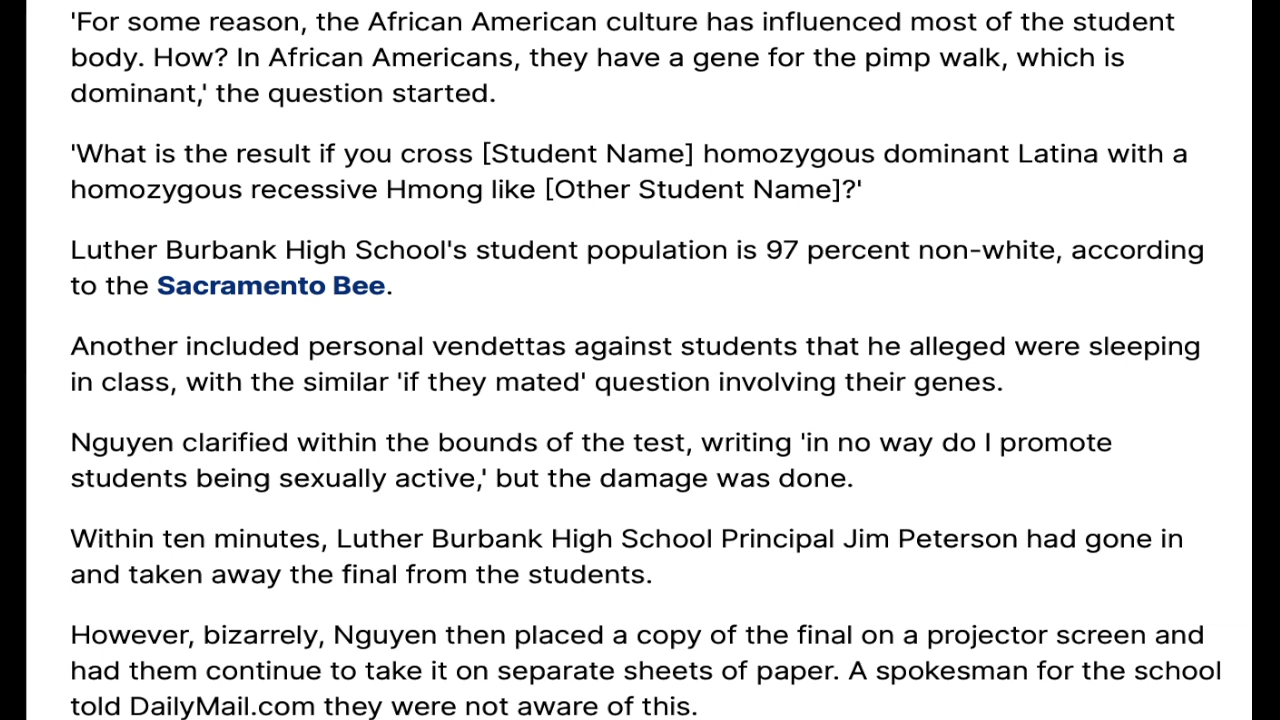 'For some reason, the African American culture has influenced most of the student
body. How? In African Americans, they have a gene for the pimp walk, which is
dominant,' the question started.
'What is the result if you cross [Student Name] homozygous dominant Latina with a
homozygous recessive Hmong like [Other Student Name]?'
Luther Burbank High School's student population is 97 percent non-white, according
to the Sacramento Bee.
Another included personal vendettas against students that he alleged were sleeping
in class, with the similar 'if they mated' question involving their genes.
Nguyen clarified within the bounds of the test, writing 'in no way do I promote
students being sexually active,' but the damage was done.
Within ten minutes, Luther Burbank High School Principal Jim Peterson had gone in
and taken away the final from the students.
However, bizarrely, Nguyen then placed a copy of the final on a projector screen and
had them continue to take it on separate sheets of paper. A spokesman for the school
told DailyMail.com they were not aware of this.